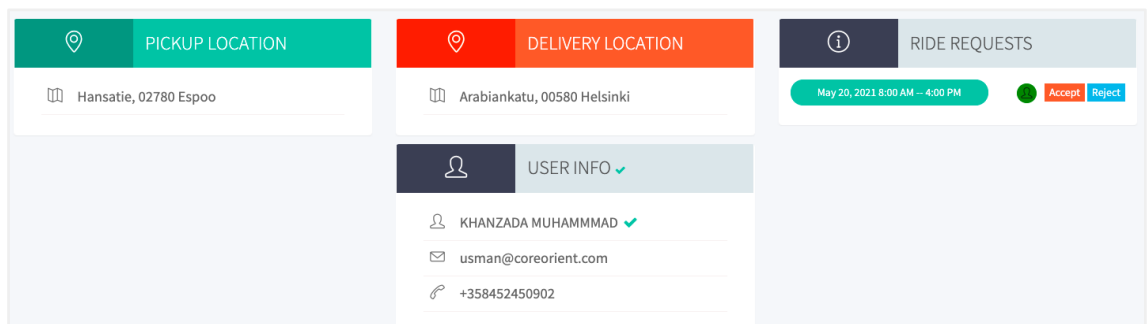 PICKUP LOCATION
Hansatie, 02780 Espoo
DELIVERY LOCATION
Arabiankatu, 00580 Helsinki
USER INFO
KHANZADA MUHAMMMAD
usman@coreorient.com
+358452450902
RIDE REQUESTS
May 20, 2021 8:00 AM -- 4:00 PM Accept Reject